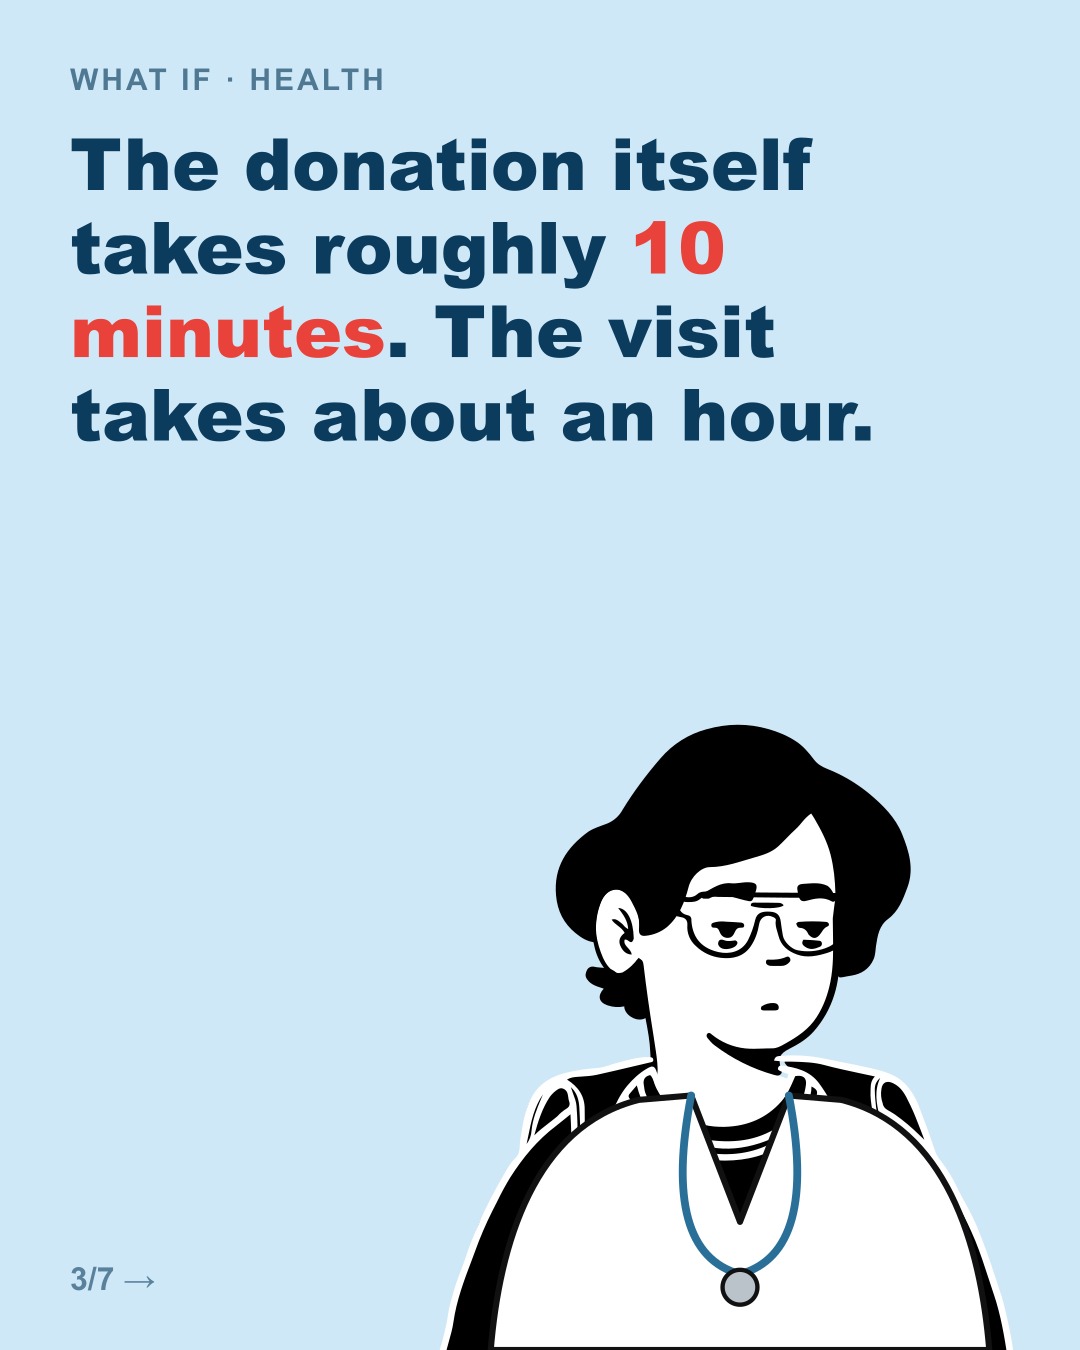 WHAT IF · HEALTH
The donation itself
takes roughly 10
minutes. The visit
takes about an hour.
3/7 →